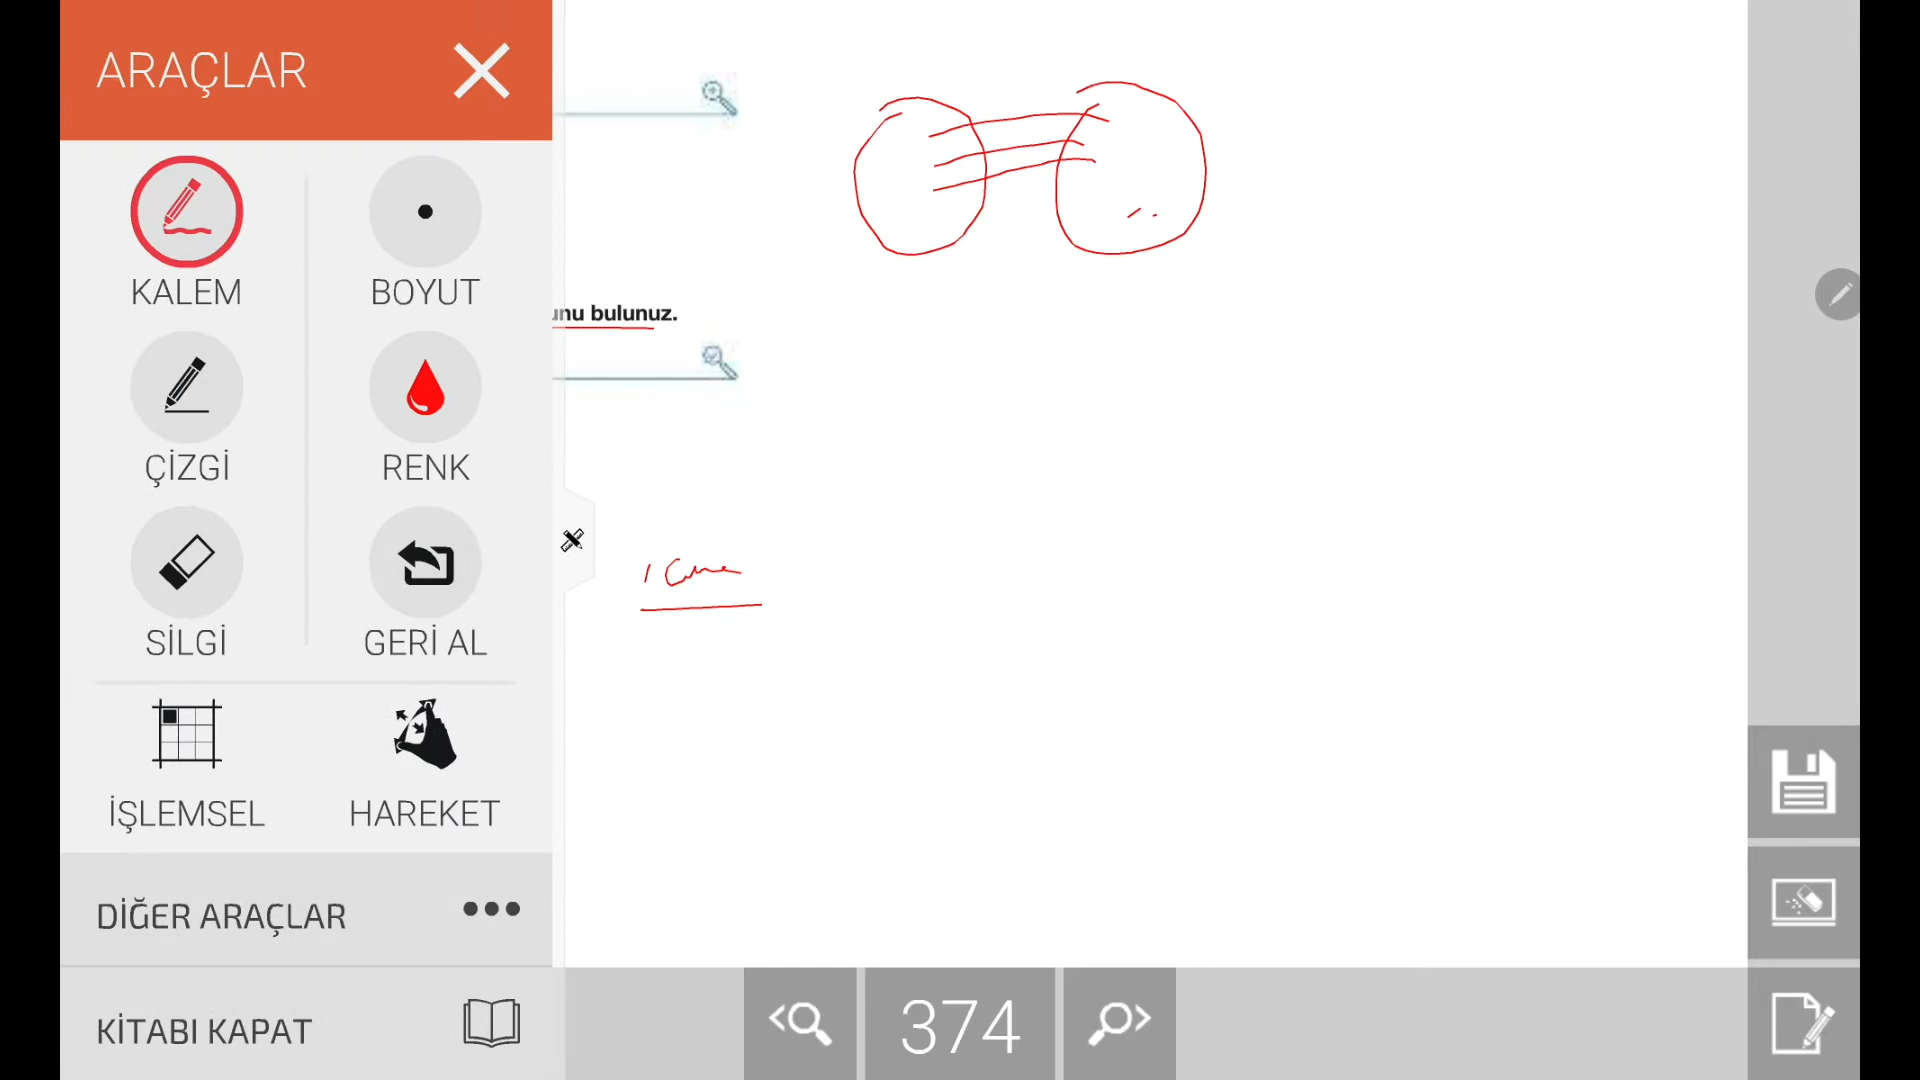 ARAÇLAR
KALEM
BOYUT
unu bulunuz.
ÇİZGİ
RENK
SİLGİ
GERİ AL
İŞLEMSEL
HAREKET
DİĞER ARAÇLAR
KİTABI KAPAT
374